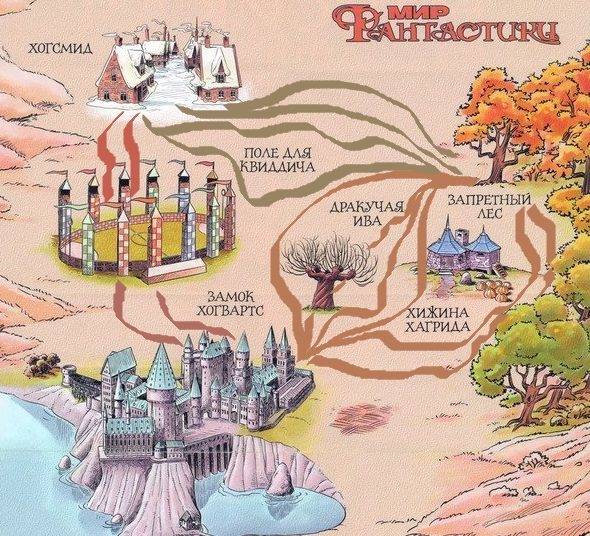 МИР
ФАНТАСТИКИ
ХОГСМИД
ПОЛЕ ДЛЯ
КВИДДИЧА
ДРАКУЧАЯ
ИВА
ЗАПРЕТНЫЙ
ЛЕС
ЗАМОК
ХОГВАРТС
ХИЖИНА
ХАГРИДА